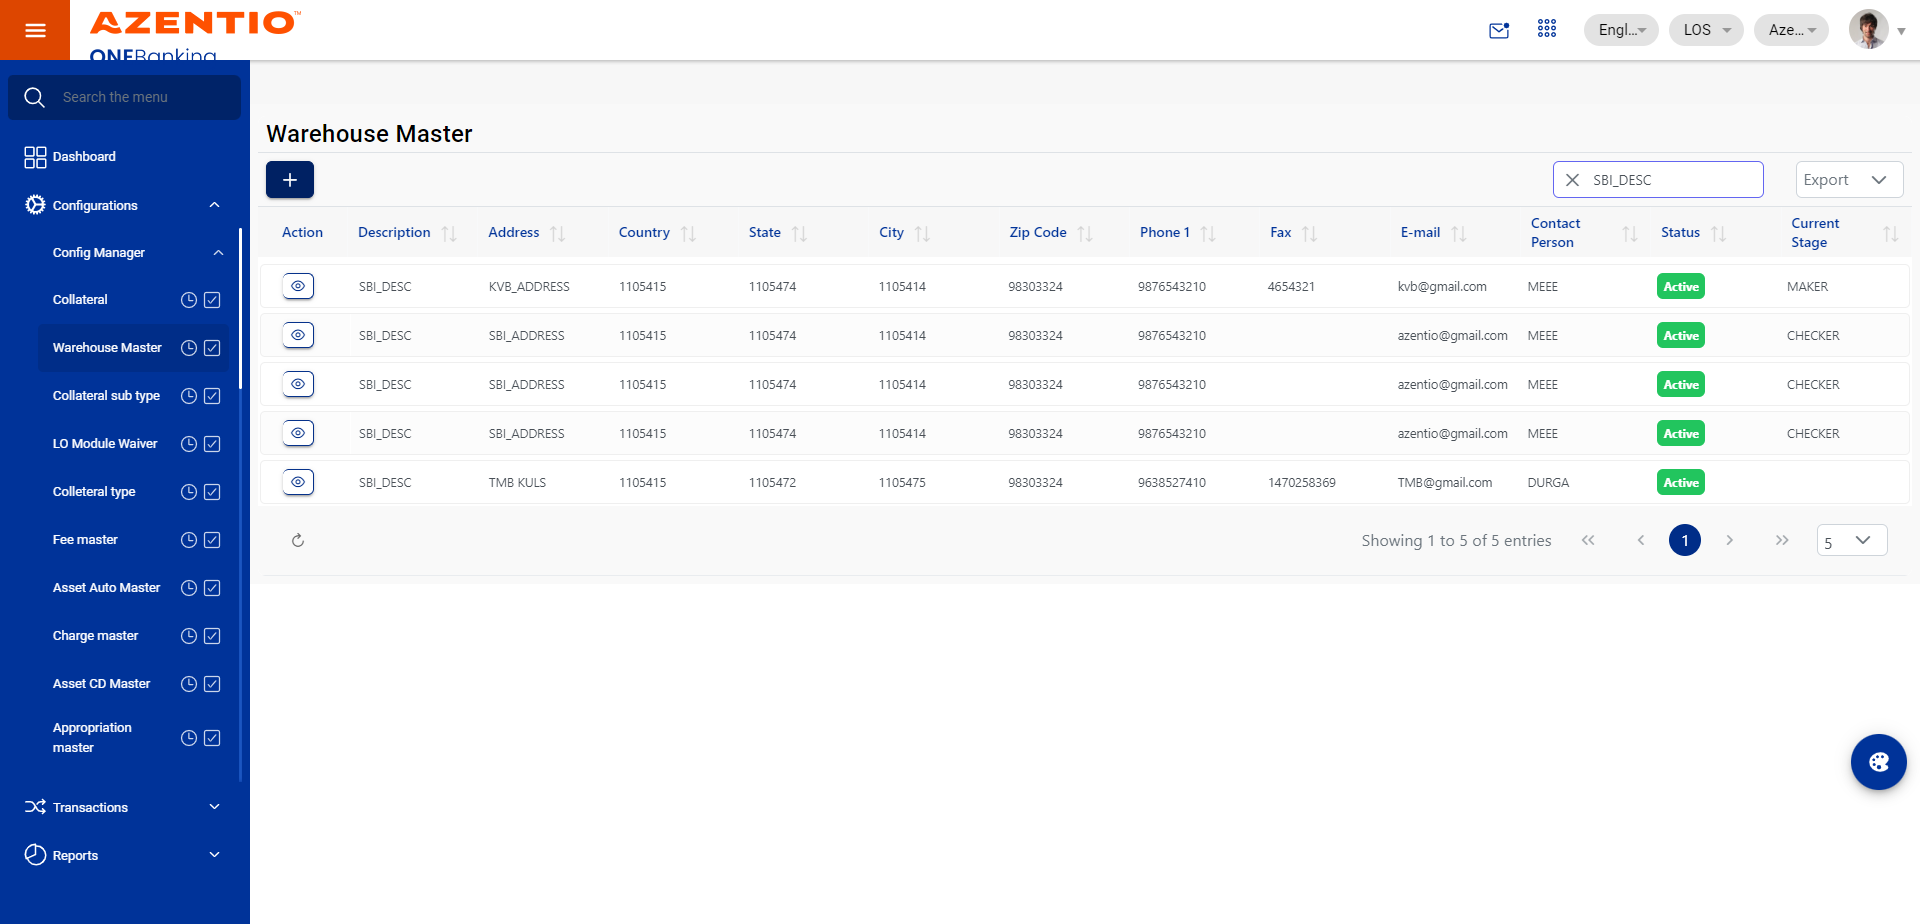 AZENTIO™
ONEBanking
Engl...
LOS
Aze...
Search the menu
Dashboard
Configurations
Config Manager
Collateral
Warehouse Master
Collateral sub type
LO Module Waiver
Colleteral type
Fee master
Asset Auto Master
Charge master
Asset CD Master
Appropriation
master
Transactions
Reports
Warehouse Master
+
SBI_DESC
Export
Action Description Address Country State City Zip Code Phone 1 Fax E-mail Contact Person Status Current Stage
SBI_DESC KVB_ADDRESS 1105415 1105474 1105414 98303324 9876543210 4654321 kvb@gmail.com MEEE Active MAKER
SBI_DESC SBI_ADDRESS 1105415 1105474 1105414 98303324 9876543210 azentio@gmail.com MEEE Active CHECKER
SBI_DESC SBI_ADDRESS 1105415 1105474 1105414 98303324 9876543210 azentio@gmail.com MEEE Active CHECKER
SBI_DESC SBI_ADDRESS 1105415 1105474 1105414 98303324 9876543210 azentio@gmail.com MEEE Active CHECKER
SBI_DESC TMB KULS 1105415 1105472 1105475 98303324 9638527410 1470258369 TMB@gmail.com DURGA Active
Showing 1 to 5 of 5 entries
1
5